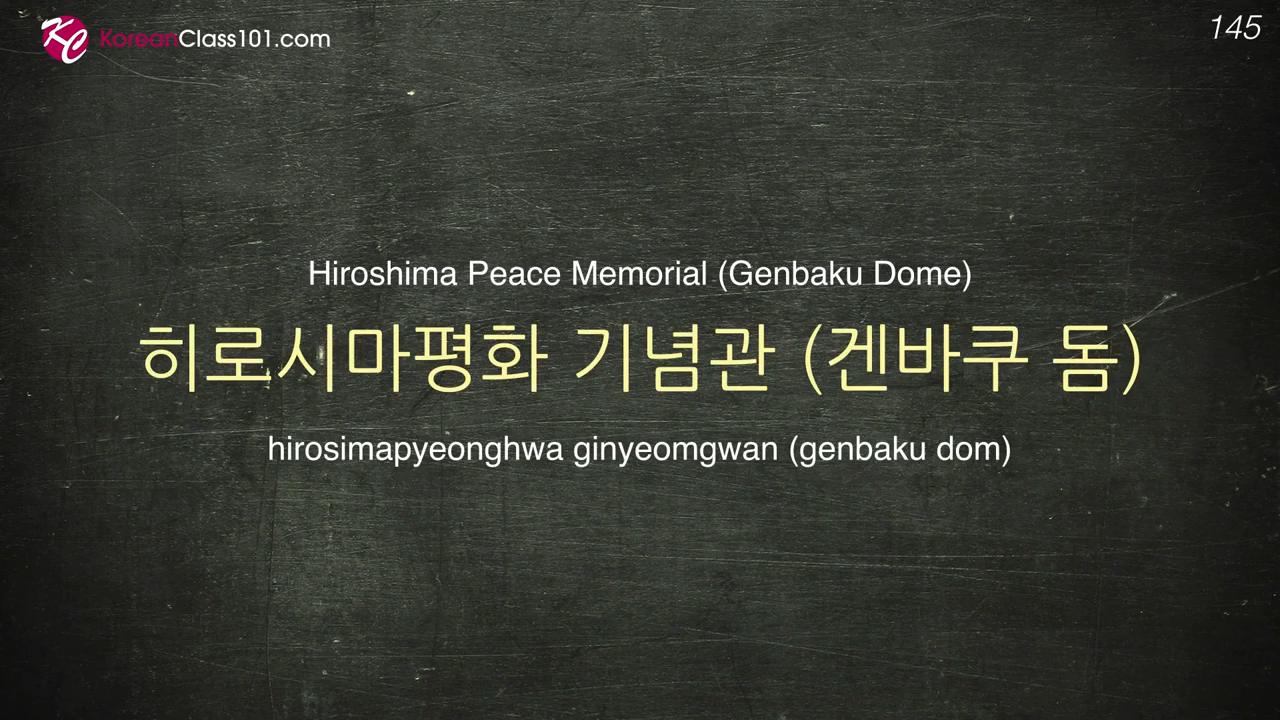 KC KoreanClass101.com
145
Hiroshima Peace Memorial (Genbaku Dome)
히로시마평화 기념관 (겐바쿠 돔)
hirosimapyeonghwa ginyeomgwan (genbaku dom)